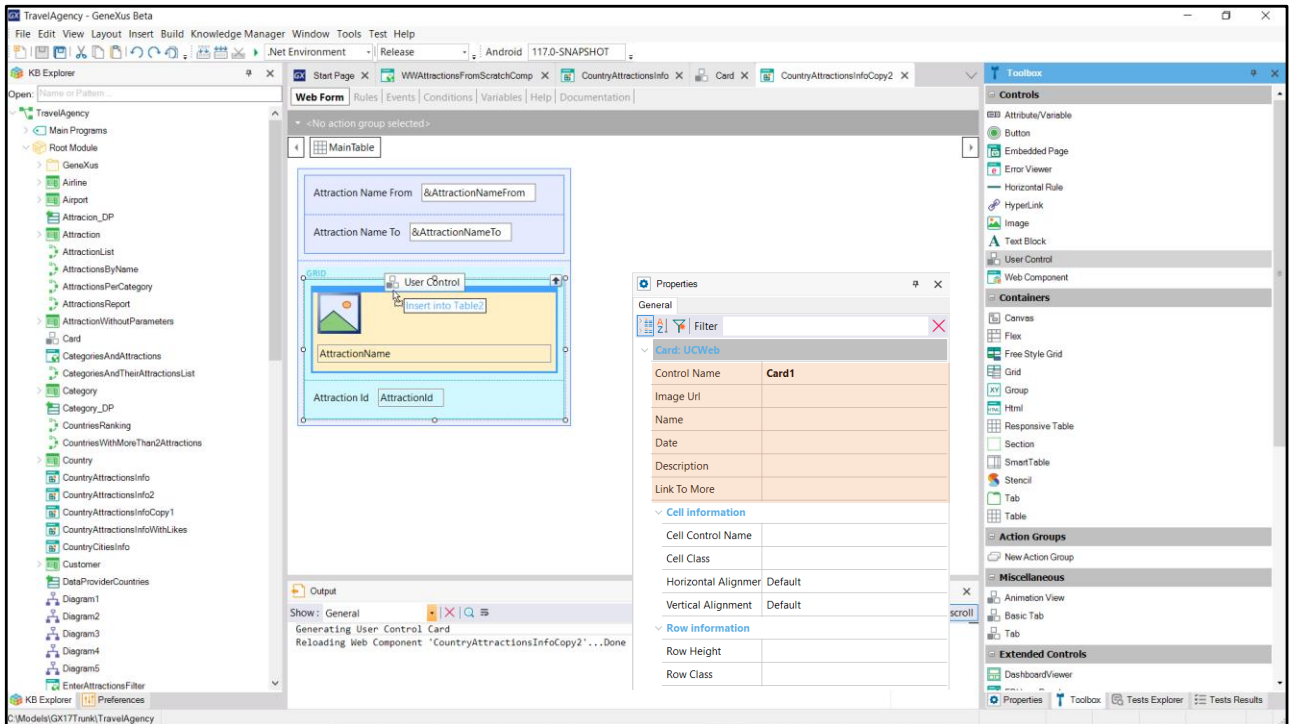 TravelAgency - GeneXus Beta
File Edit View Layout Insert Build Knowledge Manager Window Tools Test Help
.Net Environment Release Android 117.0-SNAPSHOT
KB Explorer
Open: Name or Pattern...
TravelAgency
Main Programs
Root Module
GeneXus
Airline
Airport
Attracion_DP
Attraction
AttractionList
AttractionsByName
AttractionsPerCategory
AttractionsReport
AttractionWithoutParameters
Card
CategoriesAndAttractions
CategoriesAndTheirAttractionsList
Category
Category_DP
CountriesRanking
CountriesWithMoreThan2Attractions
Country
CountryAttractionsInfo
CountryAttractionsInfo2
CountryAttractionsInfoCopy1
CountryAttractionsInfoWithLikes
CountryCitiesInfo
Customer
DataProviderCountries
Diagram1
Diagram2
Diagram3
Diagram4
Diagram5
EnterAttractionsFilter
KB Explorer Preferences
C:\Models\GX17Trunk\TravelAgency
Start Page WWAttractionsFromScratchComp CountryAttractionsInfo Card CountryAttractionsInfoCopy2
Web Form Rules Events Conditions Variables Help Documentation
<No action group selected>
MainTable
Attraction Name From &AttractionNameFrom
Attraction Name To &AttractionNameTo
GRID
User Control
Insert into Table2
AttractionName
Attraction Id AttractionId
Output
Show: General
scroll
Generating User Control Card
Reloading Web Component 'CountryAttractionsInfoCopy2'...Done
Properties
General
Filter
Card: UCWeb
Control Name Card1
Image Url
Name
Date
Description
Link To More
Cell information
Cell Control Name
Cell Class
Horizontal Alignmer Default
Vertical Alignment Default
Row information
Row Height
Row Class
Toolbox
Controls
Attribute/Variable
Button
Embedded Page
Error Viewer
Horizontal Rule
HyperLink
Image
Text Block
User Control
Web Component
Containers
Canvas
Flex
Free Style Grid
Grid
Group
Html
Responsive Table
Section
SmartTable
Stencil
Tab
Table
Action Groups
New Action Group
Miscellaneous
Animation View
Basic Tab
Tab
Extended Controls
DashboardViewer
Properties Toolbox Tests Explorer Tests Results